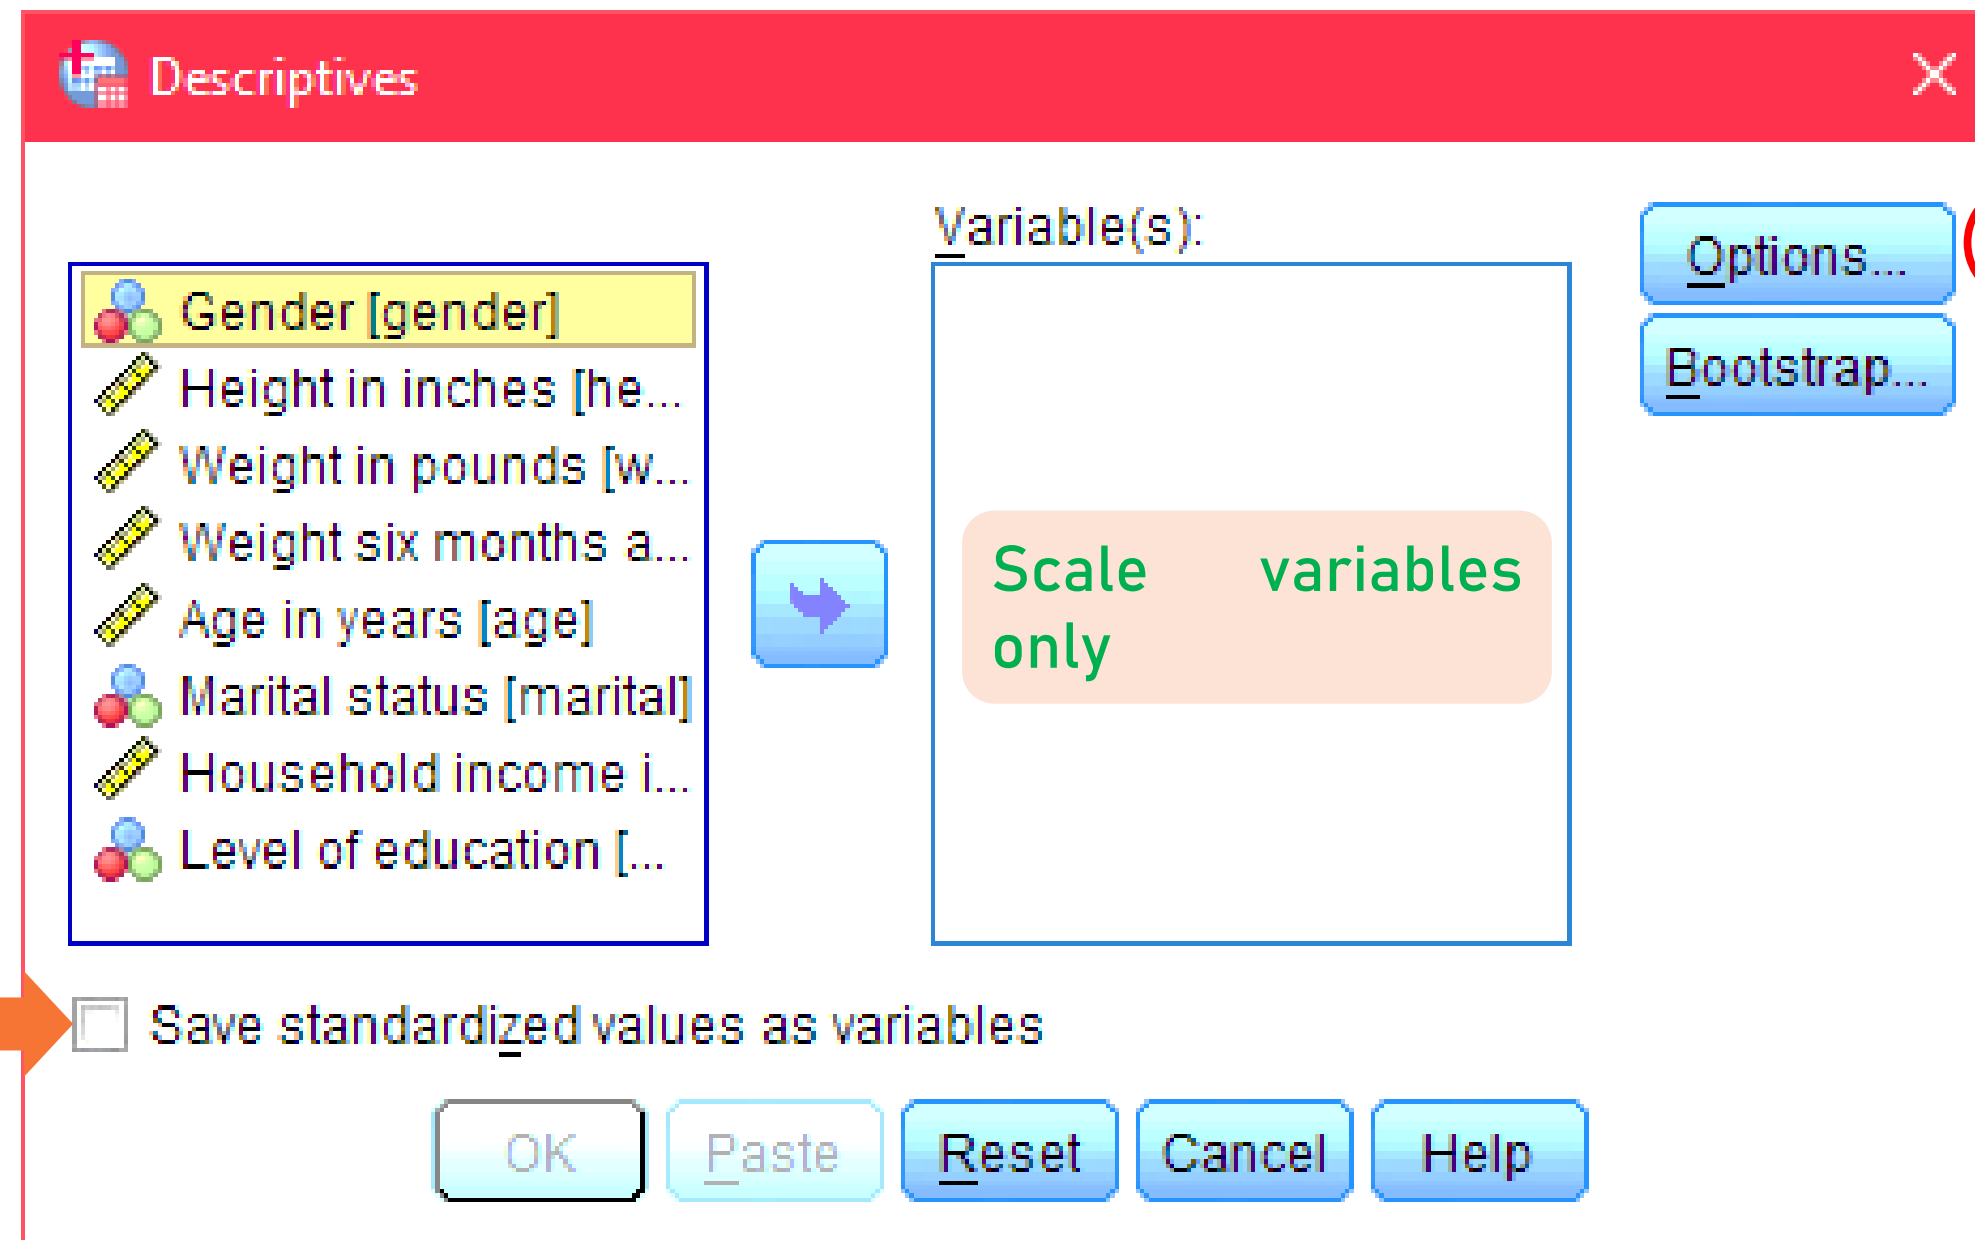 Descriptives
Variable(s):
Options...
Bootstrap...
Gender [gender]
Height in inches [he...
Weight in pounds [w...
Weight six months a...
Age in years [age]
Marital status [marital]
Household income i...
Level of education [...
Scale variables
only
Save standardized values as variables
OK
Paste
Reset
Cancel
Help